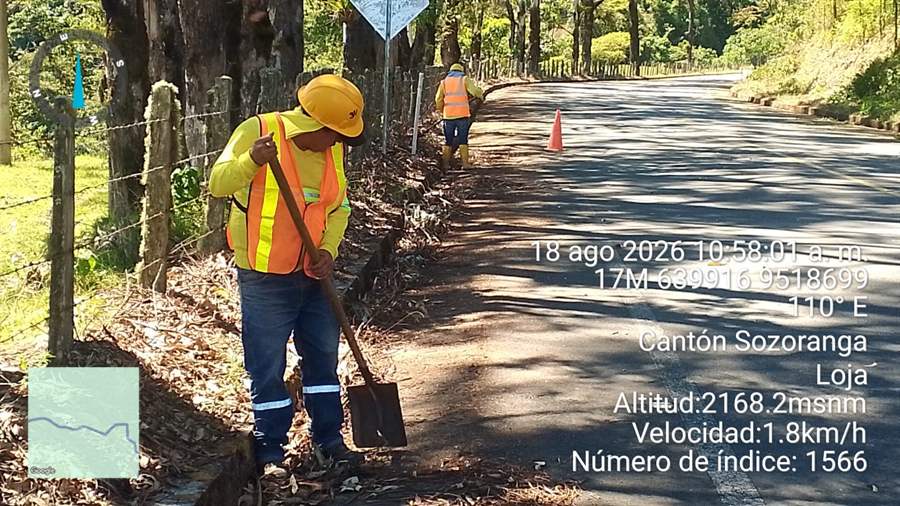 18 ago 2026 10:58:01 a. m.
17M 639916 9518699
110° E
Cantón Sozoranga
Loja
Altitud:2168.2msnm
Velocidad:1.8km/h
Número de índice: 1566
Google